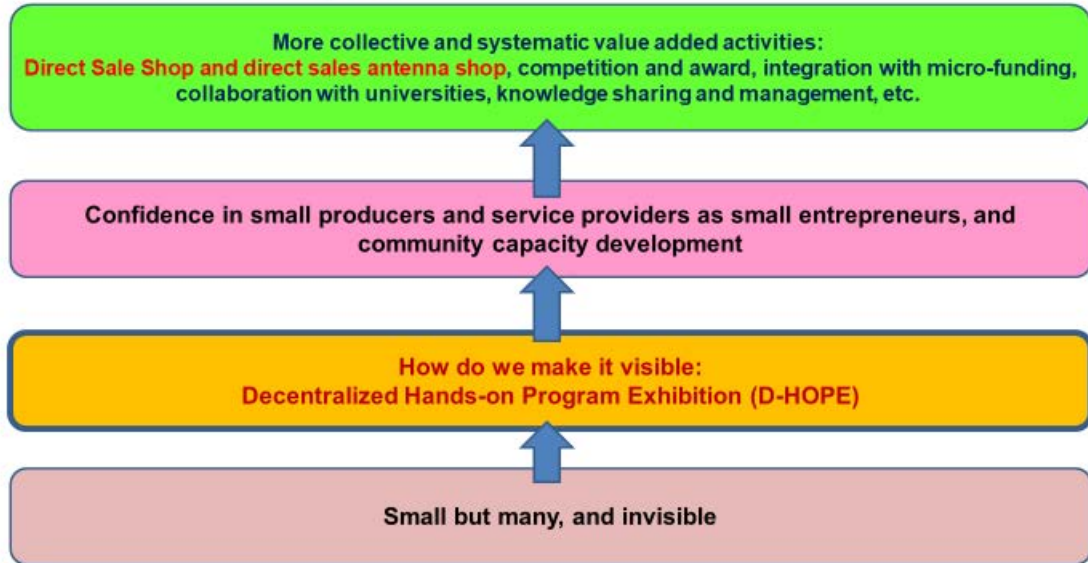 More collective and systematic value added activities:
Direct Sale Shop and direct sales antenna shop, competition and award, integration with micro-funding,
collaboration with universities, knowledge sharing and management, etc.
Confidence in small producers and service providers as small entrepreneurs, and
community capacity development
How do we make it visible:
Decentralized Hands-on Program Exhibition (D-HOPE)
Small but many, and invisible